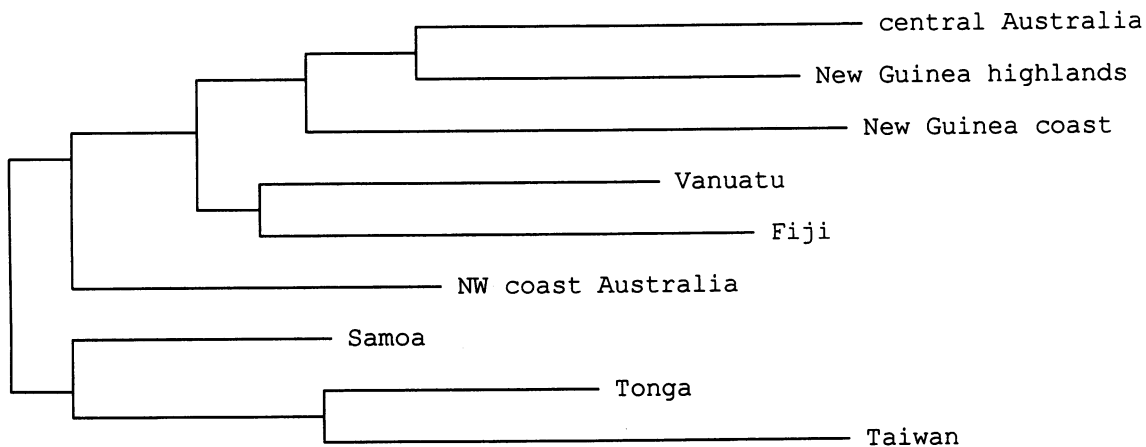 central Australia
New Guinea highlands
New Guinea coast
Vanuatu
Fiji
NW coast Australia
Samoa
Tonga
Taiwan